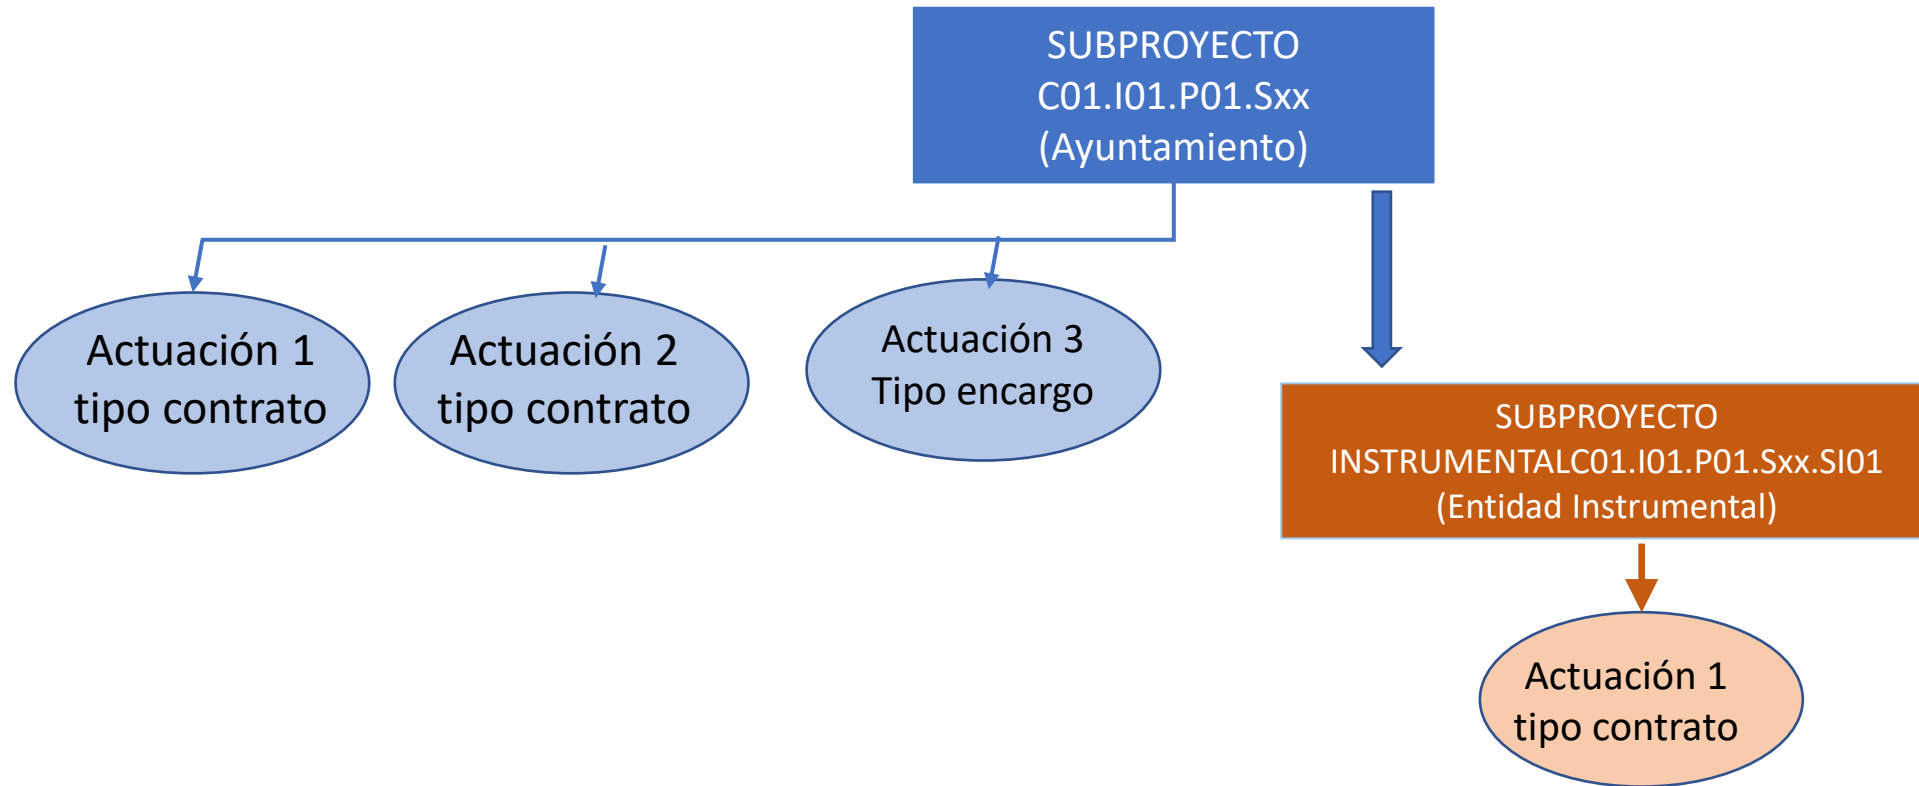 SUBPROYECTO
C01.I01.P01.Sxx
(Ayuntamiento)
Actuación 1
tipo contrato
Actuación 2
tipo contrato
Actuación 3
Tipo encargo
SUBPROYECTO
INSTRUMENTALC01.I01.P01.Sxx.SI01
(Entidad Instrumental)
Actuación 1
tipo contrato